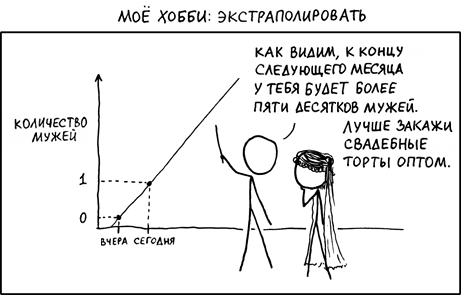 МОЁ ХОББИ: ЭКСТРАПОЛИРОВАТЬ
КАК ВИДИМ, К КОНЦУ
СЛЕДУЮЩЕГО МЕСЯЦА
У ТЕБЯ БУДЕТ БОЛЕЕ
ПЯТИ ДЕСЯТКОВ МУЖЕЙ.
ЛУЧШЕ ЗАКАЖИ
СВАДЕБНЫЕ
ТОРТЫ ОПТОМ.
КОЛИЧЕСТВО
МУЖЕЙ
1
0
ВЧЕРА СЕГОДНЯ